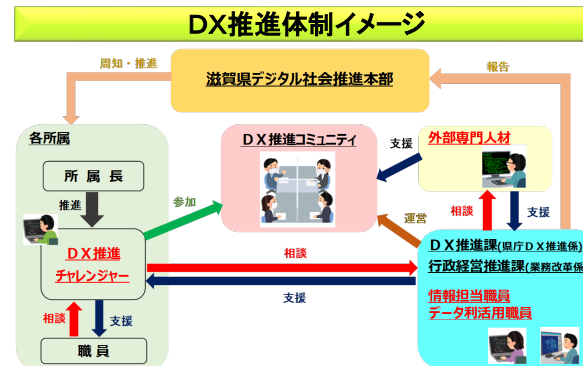 DX推進体制イメージ
周知・推進
滋賀県デジタル社会推進本部
報告
各所属
所属長
推進
DX推進
チャレンジャー
相談
支援
職員
参加
DX推進コミュニティ
支援
外部専門人材
相談
支援
運営
相談
支援
DX推進課(県庁DX推進係)
行政経営推進課(業務改革係
情報担当職員
データ利活用職員